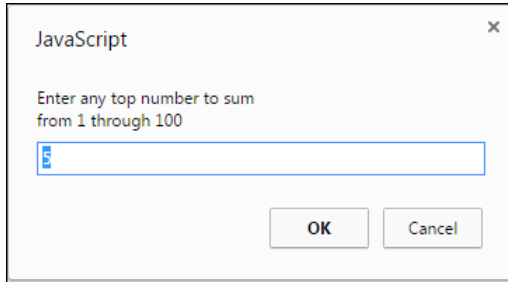 JavaScript
Enter any top number to sum
from 1 through 100
5
OK
Cancel